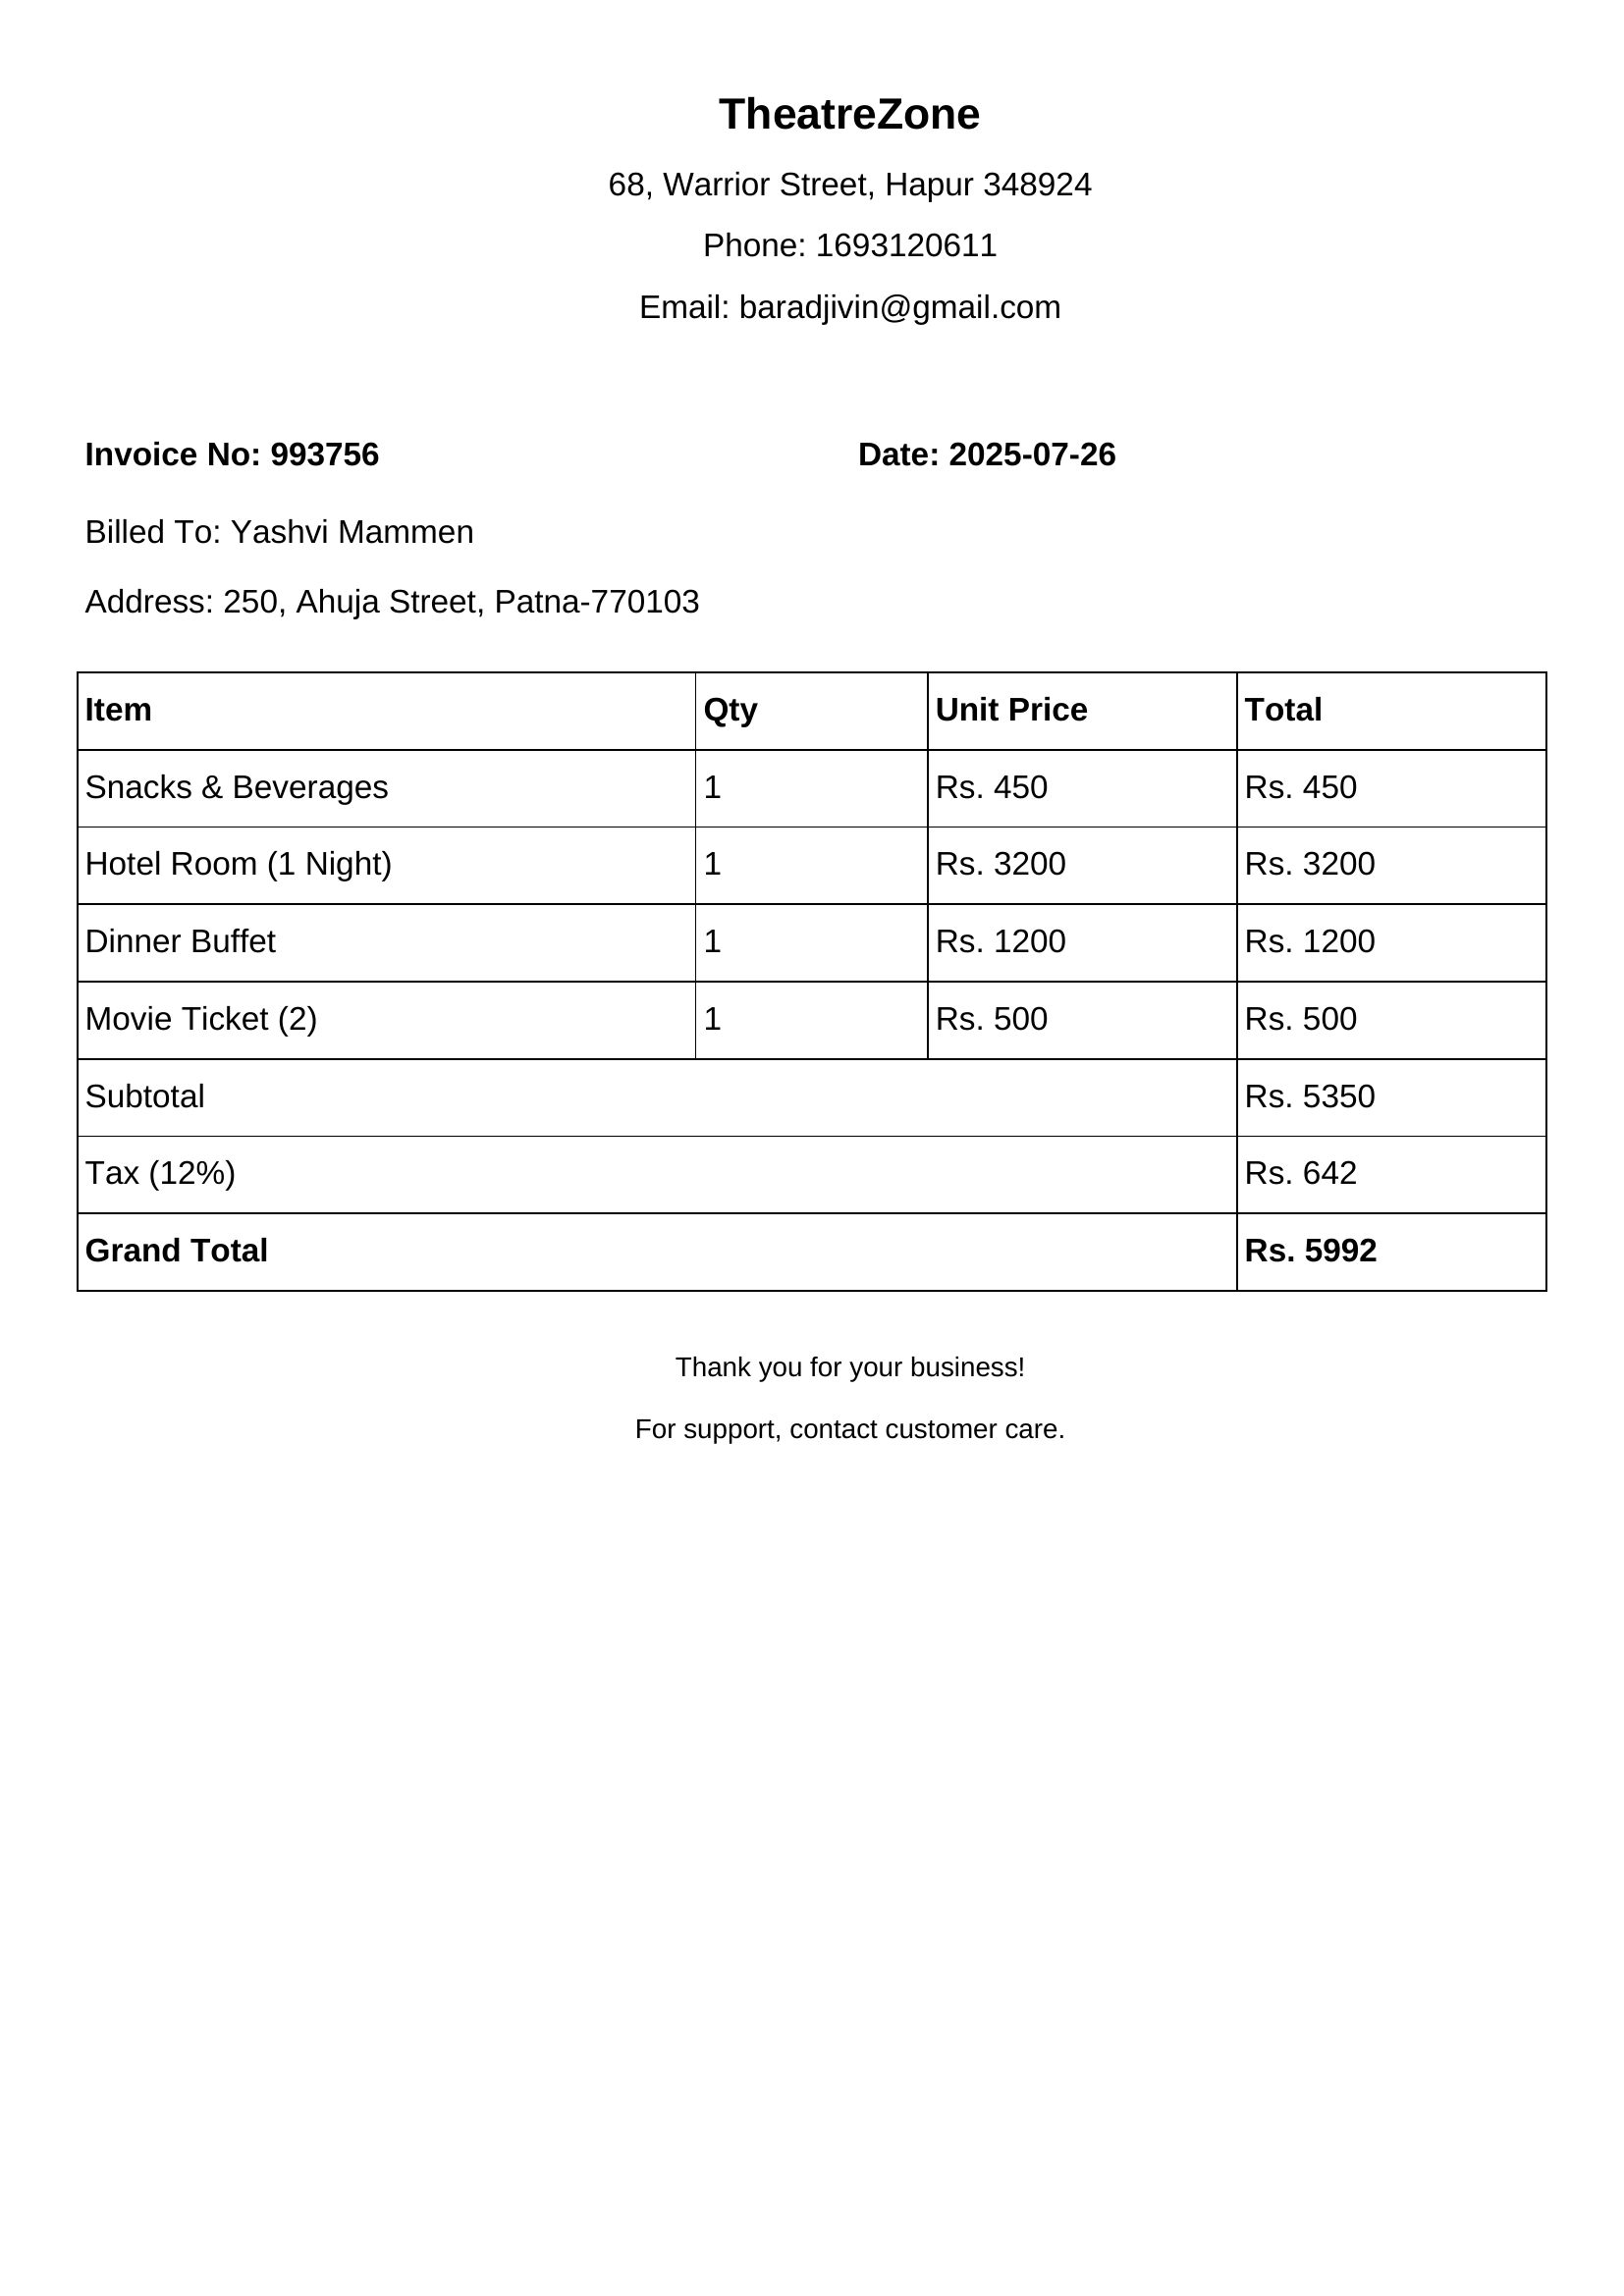 TheatreZone
68, Warrior Street, Hapur 348924
Phone: 1693120611
Email: baradjivin@gmail.com
Invoice No: 993756 Date: 2025-07-26
Billed To: Yashvi Mammen
Address: 250, Ahuja Street, Patna-770103
Item Qty Unit Price Total
Snacks & Beverages 1 Rs. 450 Rs. 450
Hotel Room (1 Night) 1 Rs. 3200 Rs. 3200
Dinner Buffet 1 Rs. 1200 Rs. 1200
Movie Ticket (2) 1 Rs. 500 Rs. 500
Subtotal Rs. 5350
Tax (12%) Rs. 642
Grand Total Rs. 5992
Thank you for your business!
For support, contact customer care.